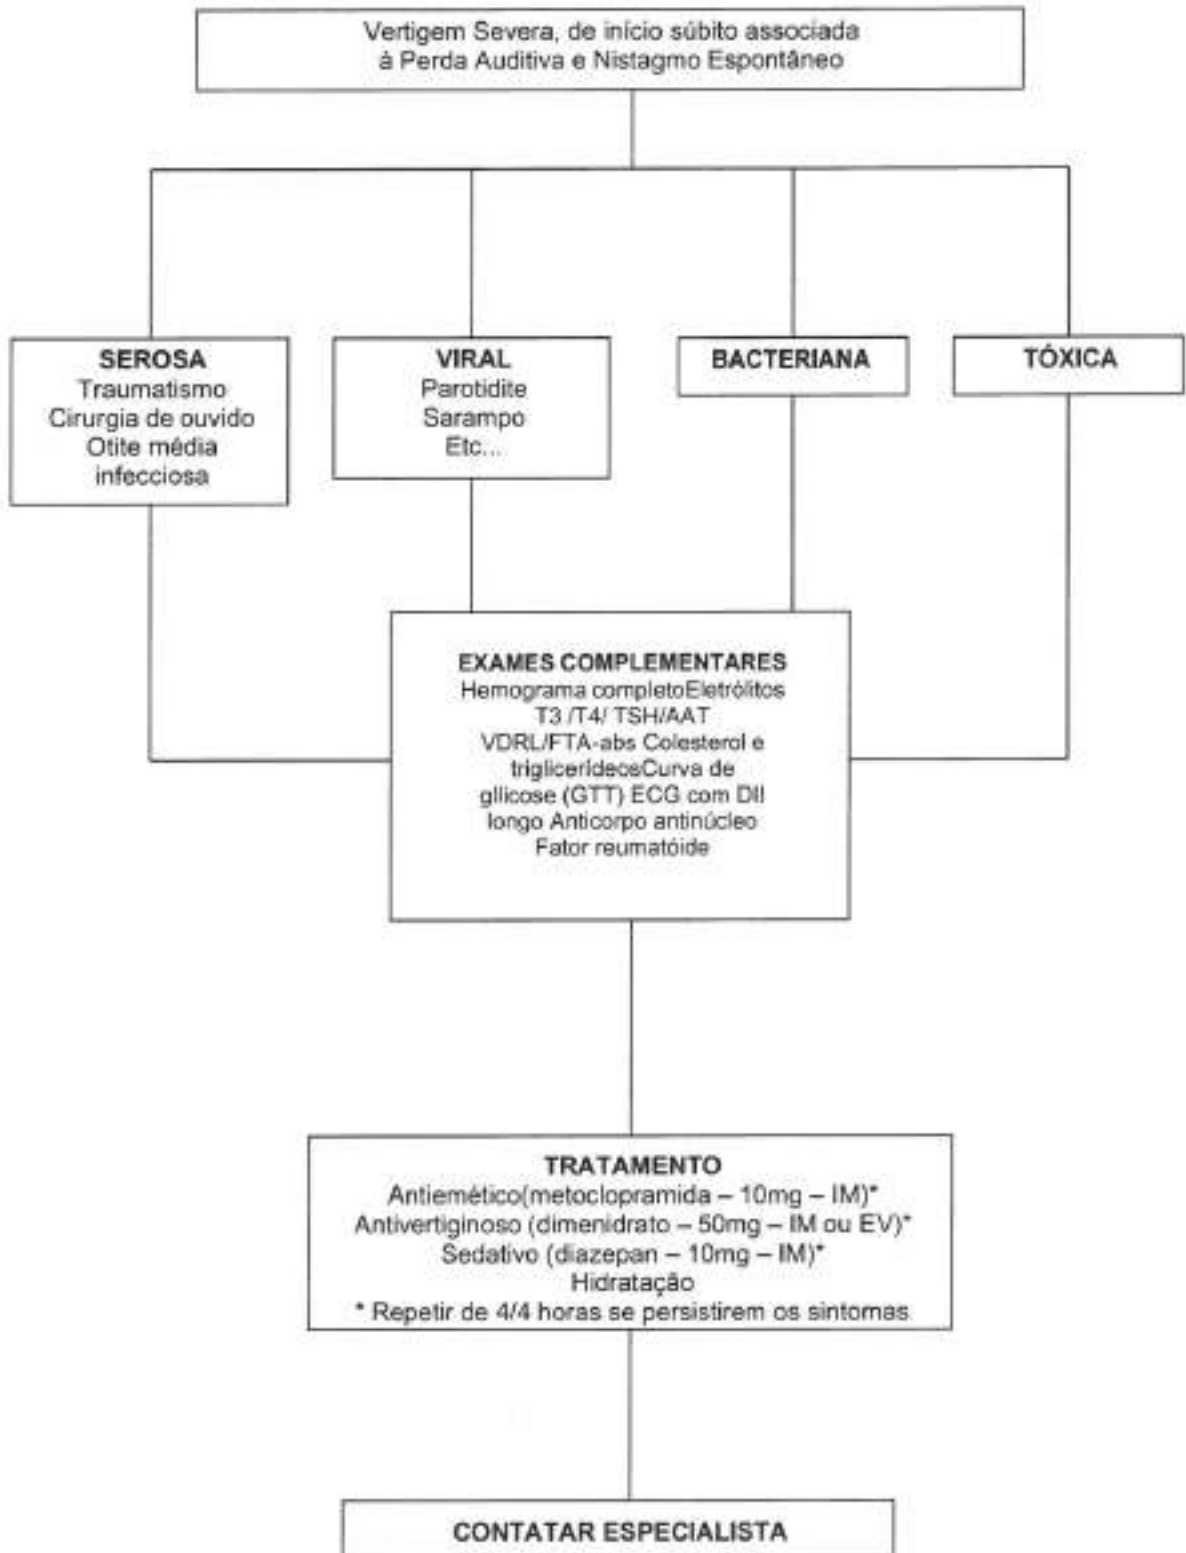 Vertigem Severa, de início súbito associada
à Perda Auditiva e Nistagmo Espontâneo
SEROSA
Traumatismo
Cirurgia de ouvido
Otite média
infecciosa
VIRAL
Parotidite
Sarampo
Etc...
BACTERIANA
TÓXICA
EXAMES COMPLEMENTARES
Hemograma completoEletrólitos
T3 /T4/ TSH/AAT
VDRL/FTA-abs Colesterol e
triglicerídeosCurva de
gllicose (GTT) ECG com DII
longo Anticorpo antinúcleo
Fator reumatóide
TRATAMENTO
Antiemético(metoclopramida – 10mg – IM)*
Antivertiginoso (dimenidrato – 50mg – IM ou EV)*
Sedativo (diazepan – 10mg – IM)*
Hidratação
* Repetir de 4/4 horas se persistirem os sintomas
CONTATAR ESPECIALISTA